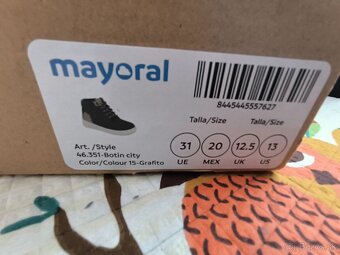 mayoral
8445445557627
Talla/Size Talla/Size
Art. /Style
46.351-Botin city
Color/Colour 15-Grafito
31 20 12.5 13
UE MEX UK US